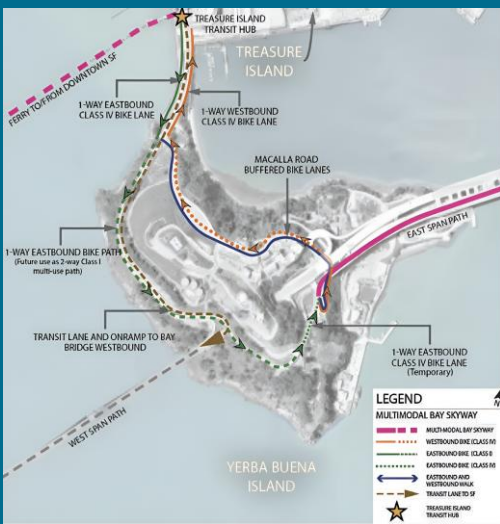 TREASURE ISLAND
TRANSIT HUB
TREASURE
ISLAND
FERRY TO/FROM DOWNTOWN SF
1-WAY EASTBOUND
CLASS IV BIKE LANE
1-WAY WESTBOUND
CLASS IV BIKE LANE
MACALLA ROAD
BUFFERED BIKE LANES
EAST SPAN PATH
1-WAY EASTBOUND BIKE PATH
(Future use as 2-way Class I
multi-use path)
TRANSIT LANE AND ONRAMP TO BAY
BRIDGE WESTBOUND
1-WAY EASTBOUND
CLASS IV BIKE LANE
(Temporary)
WEST SPAN PATH
YERBA BUENA
ISLAND
LEGEND
N
MULTIMODAL BAY SKYWAY
MULTI-MODAL BAY SKYWAY
WESTBOUND BIKE (CLASS IV)
EASTBOUND BIKE (CLASS I)
EASTBOUND BIKE (CLASS IV)
EASTBOUND AND
WESTBOUND WALK
TRANSIT LANE TO SF
TREASURE ISLAND
TRANSIT HUB